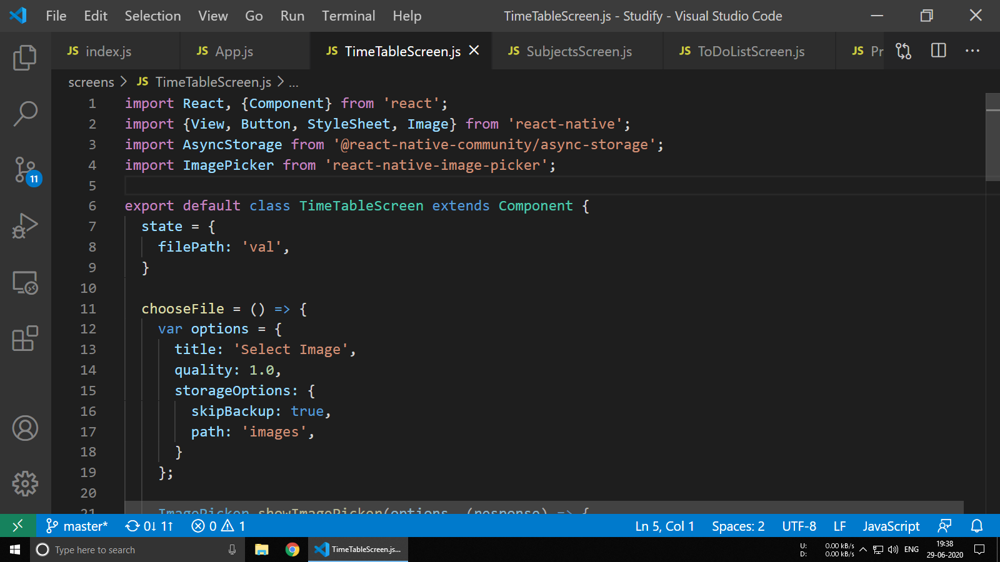 File Edit Selection View Go Run Terminal Help TimeTableScreen.js - Studify - Visual Studio Code
JS index.js JS App.js JS TimeTableScreen.js JS SubjectsScreen.js JS ToDoListScreen.js JS Pr
screens > JS TimeTableScreen.js > ...
1 import React, {Component} from 'react';
2 import {View, Button, StyleSheet, Image} from 'react-native';
3 import AsyncStorage from '@react-native-community/async-storage';
4 import ImagePicker from 'react-native-image-picker';
5
6 export default class TimeTableScreen extends Component {
7 state = {
8 filePath: 'val',
9 }
10
11 chooseFile = () => {
12 var options = {
13 title: 'Select Image',
14 quality: 1.0,
15 storageOptions: {
16 skipBackup: true,
17 path: 'images',
18 }
19 };
20
21 ImagePicker.showImagePicker(options, (response) => {
11
master* 0↓ 1↑ 0 1 Ln 5, Col 1 Spaces: 2 UTF-8 LF JavaScript
Type here to search TimeTableScreen.js... U: 0.00 kB/s D: 0.00 kB/s ENG 19:38 29-06-2020